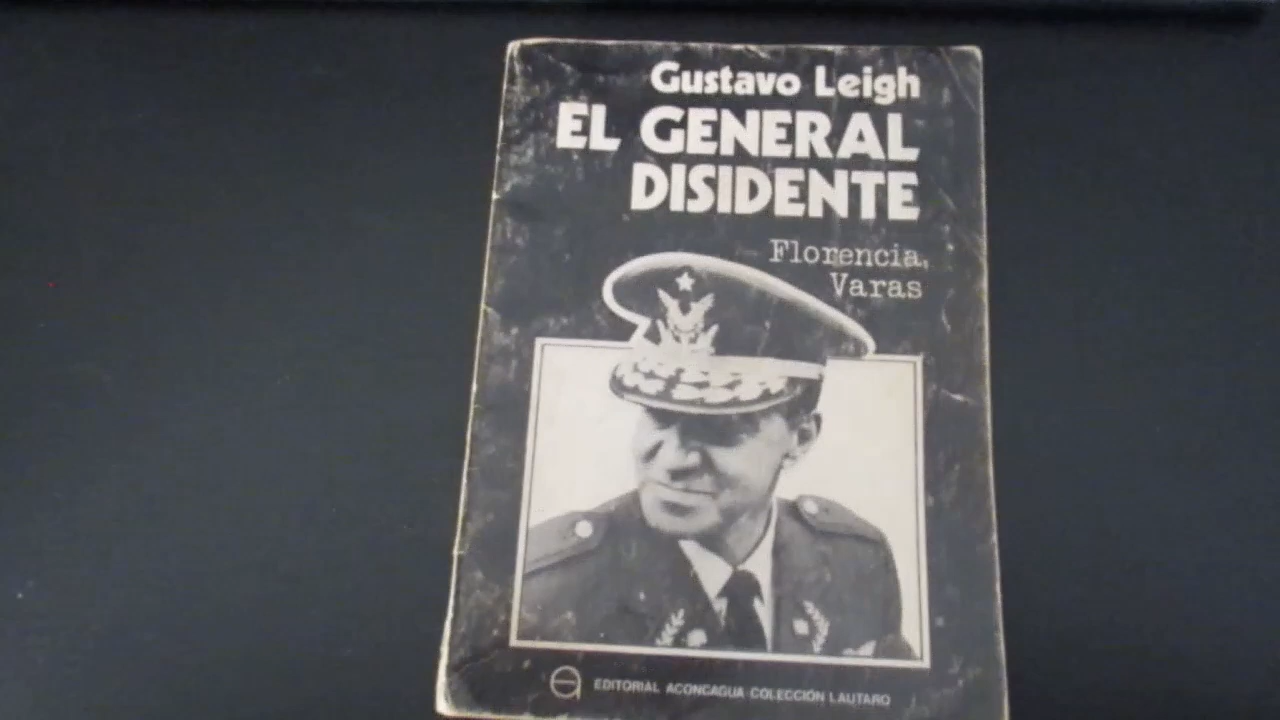 Gustavo Leigh
EL GENERAL
DISIDENTE
Florencia
Varas
EDITORIAL ACONCAGUA-COLECCIÓN LAUTARO